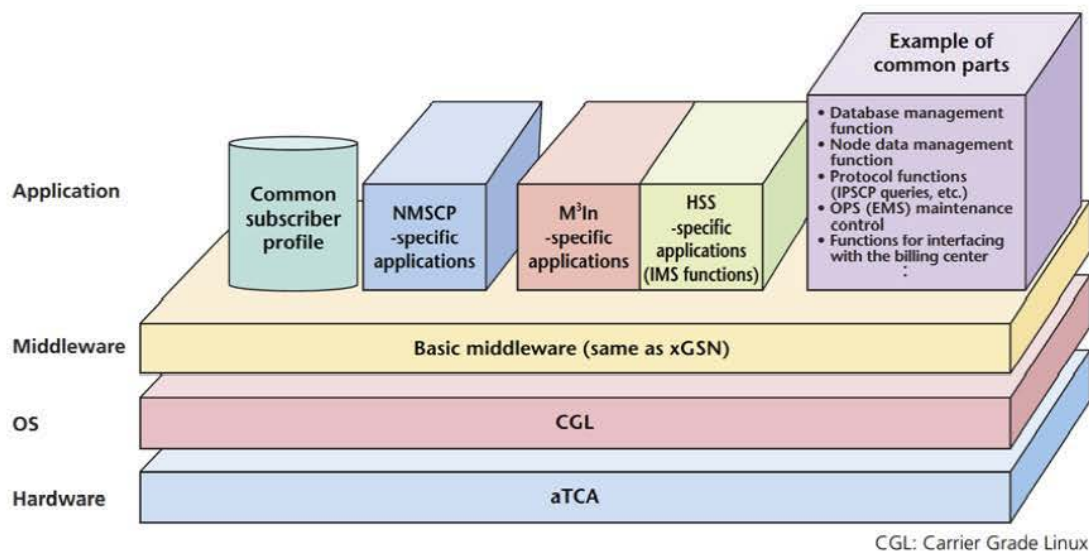 Example of
common parts
• Database management
function
• Node data management
function
• Protocol functions
(IPSCP queries, etc.)
• OPS (EMS) maintenance
control
• Functions for interfacing
with the billing center
:
Application
Common
subscriber
profile
NMSCP
-specific
applications
M³In
-specific
applications
HSS
-specific
applications
(IMS functions)
Middleware
Basic middleware (same as xGSN)
OS
CGL
Hardware
aTCA
CGL: Carrier Grade Linux